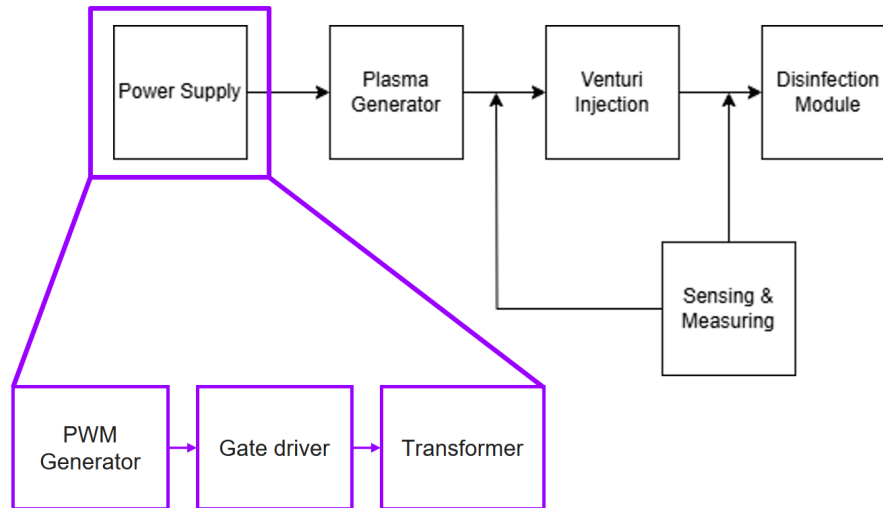 Power Supply
Plasma
Generator
Venturi
Injection
Disinfection
Module
Sensing &
Measuring
PWM
Generator
Gate driver
Transformer